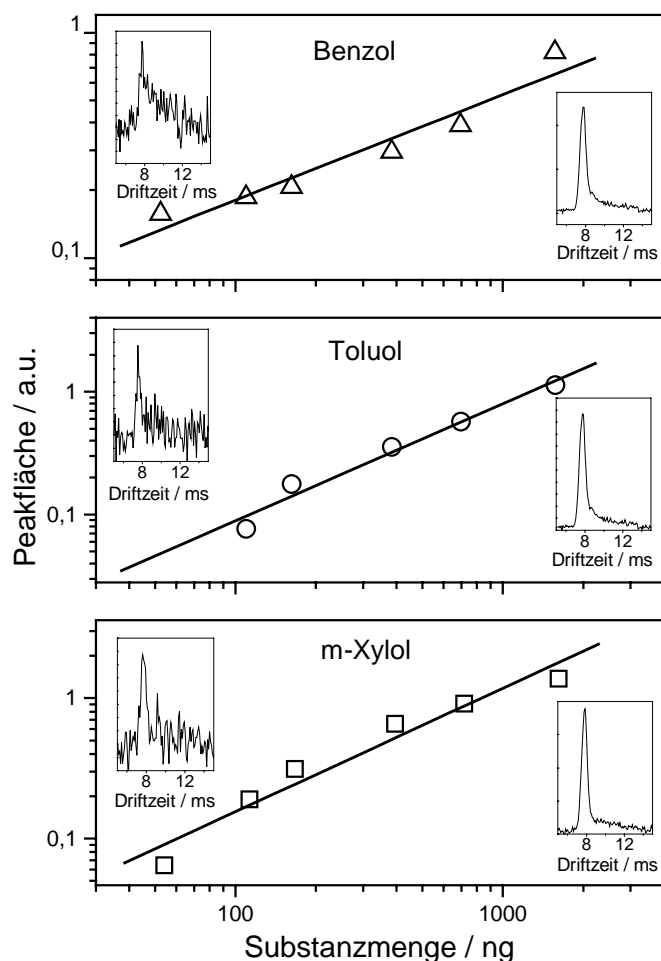 Peakfläche / a.u.
1
0,1
Benzol
8 12
Driftzeit / ms
8 12
Driftzeit / ms
1
0,1
Toluol
8 12
Driftzeit / ms
8 12
Driftzeit / ms
1
0,1
m-Xylol
8 12
Driftzeit / ms
8 12
Driftzeit / ms
100 1000
Substanzmenge / ng